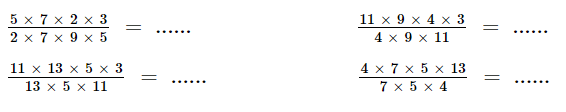 5 × 7 × 2 × 3 / 2 × 7 × 9 × 5 = ......    11 × 9 × 4 × 3 / 4 × 9 × 11 = ......
11 × 13 × 5 × 3 / 13 × 5 × 11 = ......    4 × 7 × 5 × 13 / 7 × 5 × 4 = ......